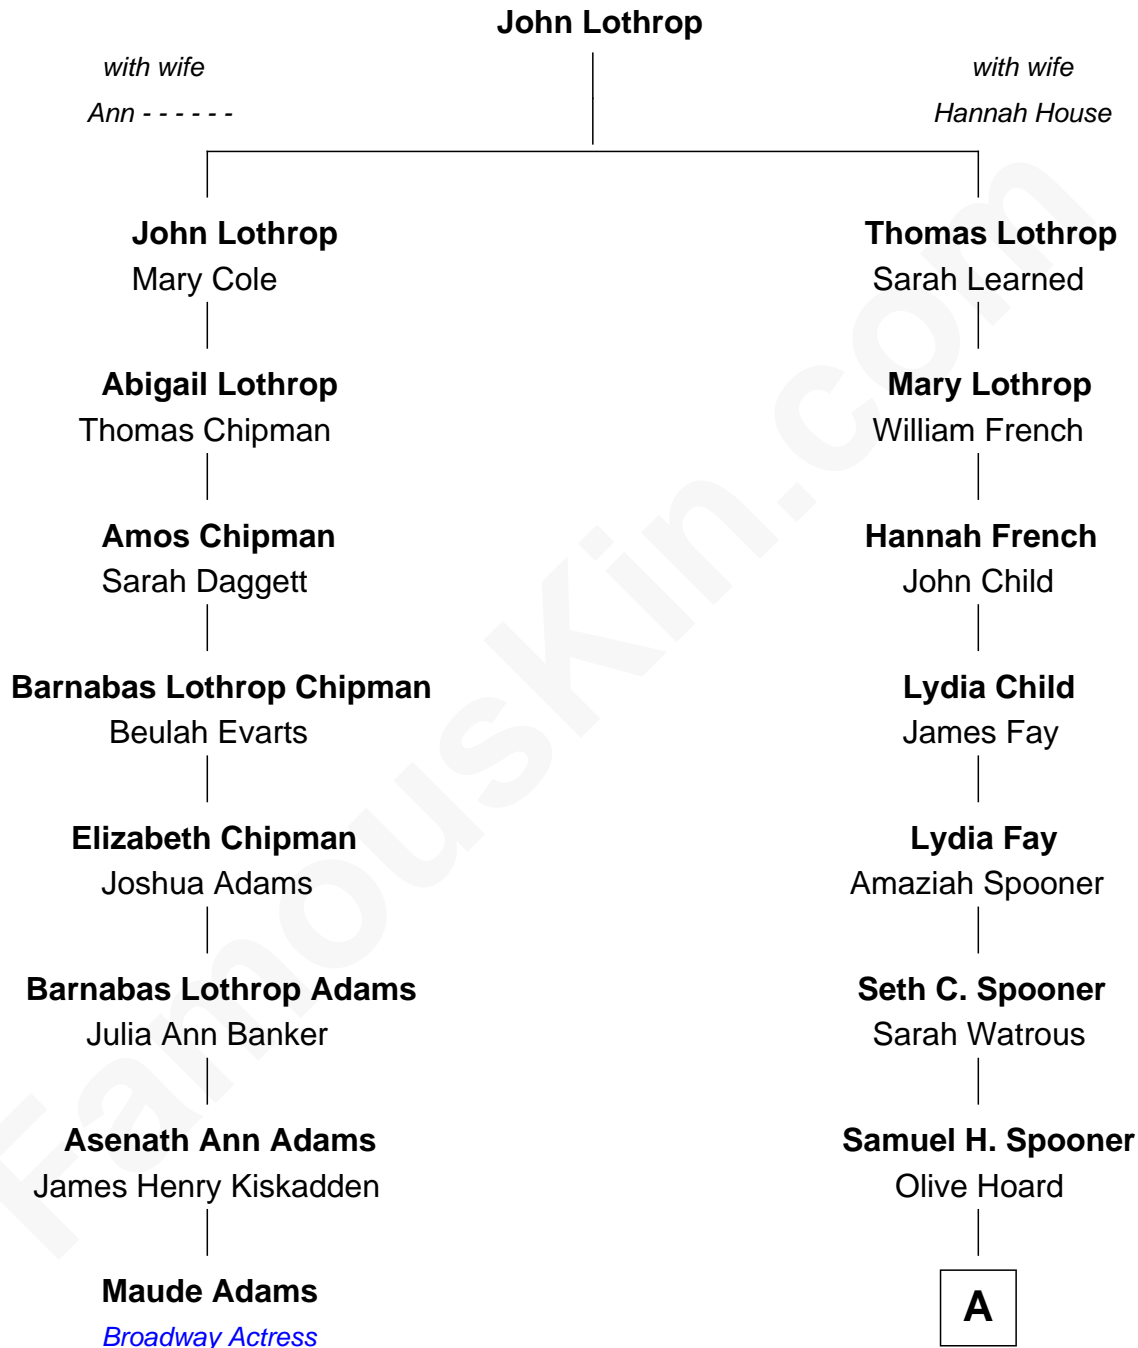 John Lothrop
with wife
with wife
Ann - - - - - -
Hannah House
John Lothrop
Thomas Lothrop
Mary Cole
Sarah Learned
Abigail Lothrop
Mary Lothrop
Thomas Chipman
William French
Amos Chipman
Hannah French
Sarah Daggett
John Child
Barnabas Lothrop Chipman
Lydia Child
Beulah Evarts
James Fay
Elizabeth Chipman
Lydia Fay
Joshua Adams
Amaziah Spooner
Barnabas Lothrop Adams
Seth C. Spooner
Julia Ann Banker
Sarah Watrous
Asenath Ann Adams
Samuel H. Spooner
James Henry Kiskadden
Olive Hoard
Maude Adams
A
Broadway Actress
FamousKin.com